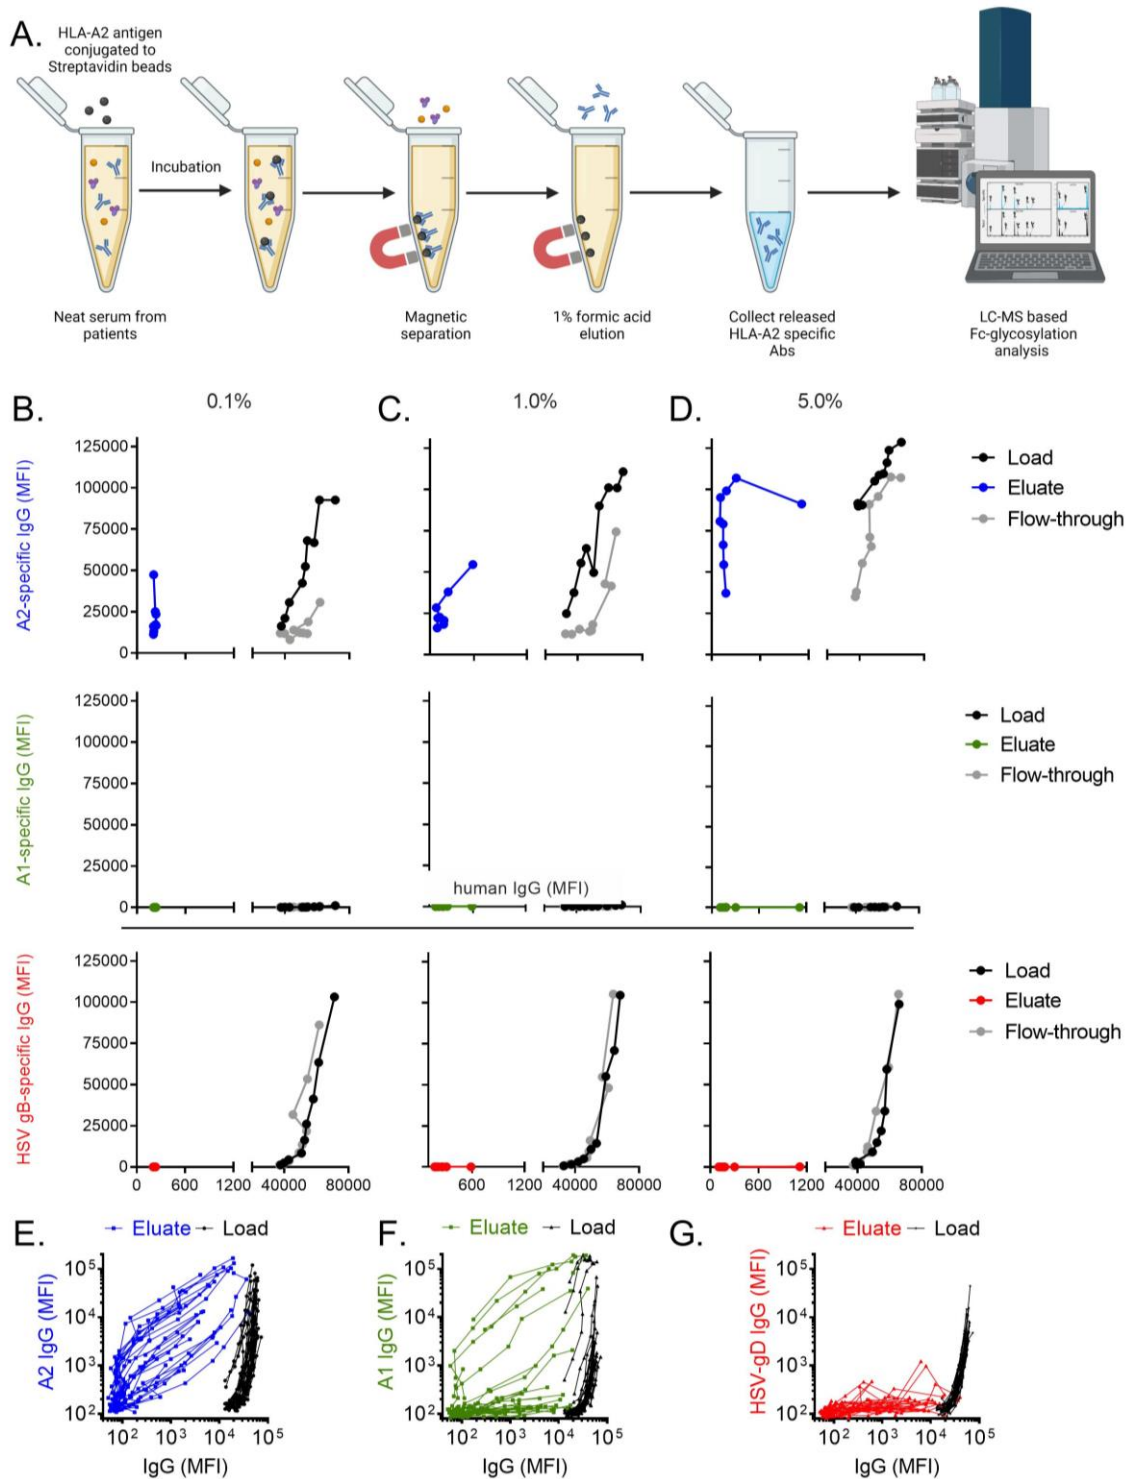 A.
HLA-A2 antigen
conjugated to
Streptavidin beads
Incubation
Neat serum from
patients
Magnetic
separation
1% formic acid
elution
Collect released
HLA-A2 specific
Abs
LC-MS based
Fc-glycosylation
analysis
B. 0.1%
C. 1.0%
D. 5.0%
A2-specific IgG (MFI)
125000
100000
75000
50000
25000
0
Load
Eluate
Flow-through
A1-specific IgG (MFI)
125000
100000
75000
50000
25000
0
human IgG (MFI)
Load
Eluate
Flow-through
HSV gB-specific IgG (MFI)
125000
100000
75000
50000
25000
0
0 600 1200 40000 80000
0 600 1200 40000 80000
0 600 1200 40000 80000
Load
Eluate
Flow-through
E. Eluate Load
A2 IgG (MFI)
10⁵
10⁴
10³
10²
10² 10³ 10⁴ 10⁵
IgG (MFI)
F. Eluate Load
A1 IgG (MFI)
10⁵
10⁴
10³
10²
10² 10³ 10⁴ 10⁵
IgG (MFI)
G. Eluate Load
HSV-gD IgG (MFI)
10⁵
10⁴
10³
10²
10² 10³ 10⁴ 10⁵
IgG (MFI)